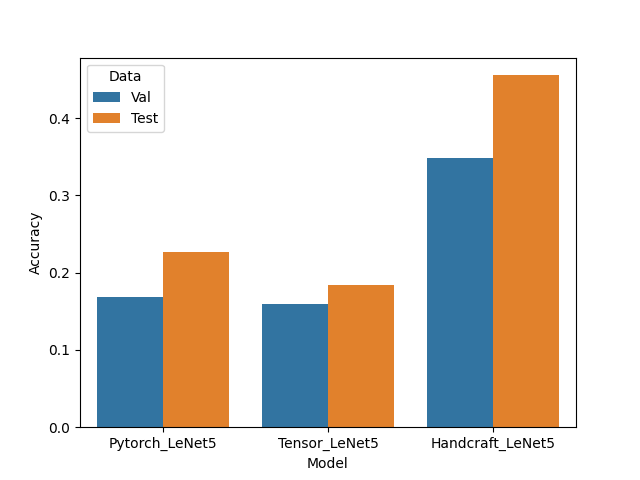 Data
Val
Test
Accuracy
0.4
0.3
0.2
0.1
0.0
Pytorch_LeNet5 Tensor_LeNet5 Handcraft_LeNet5
Model